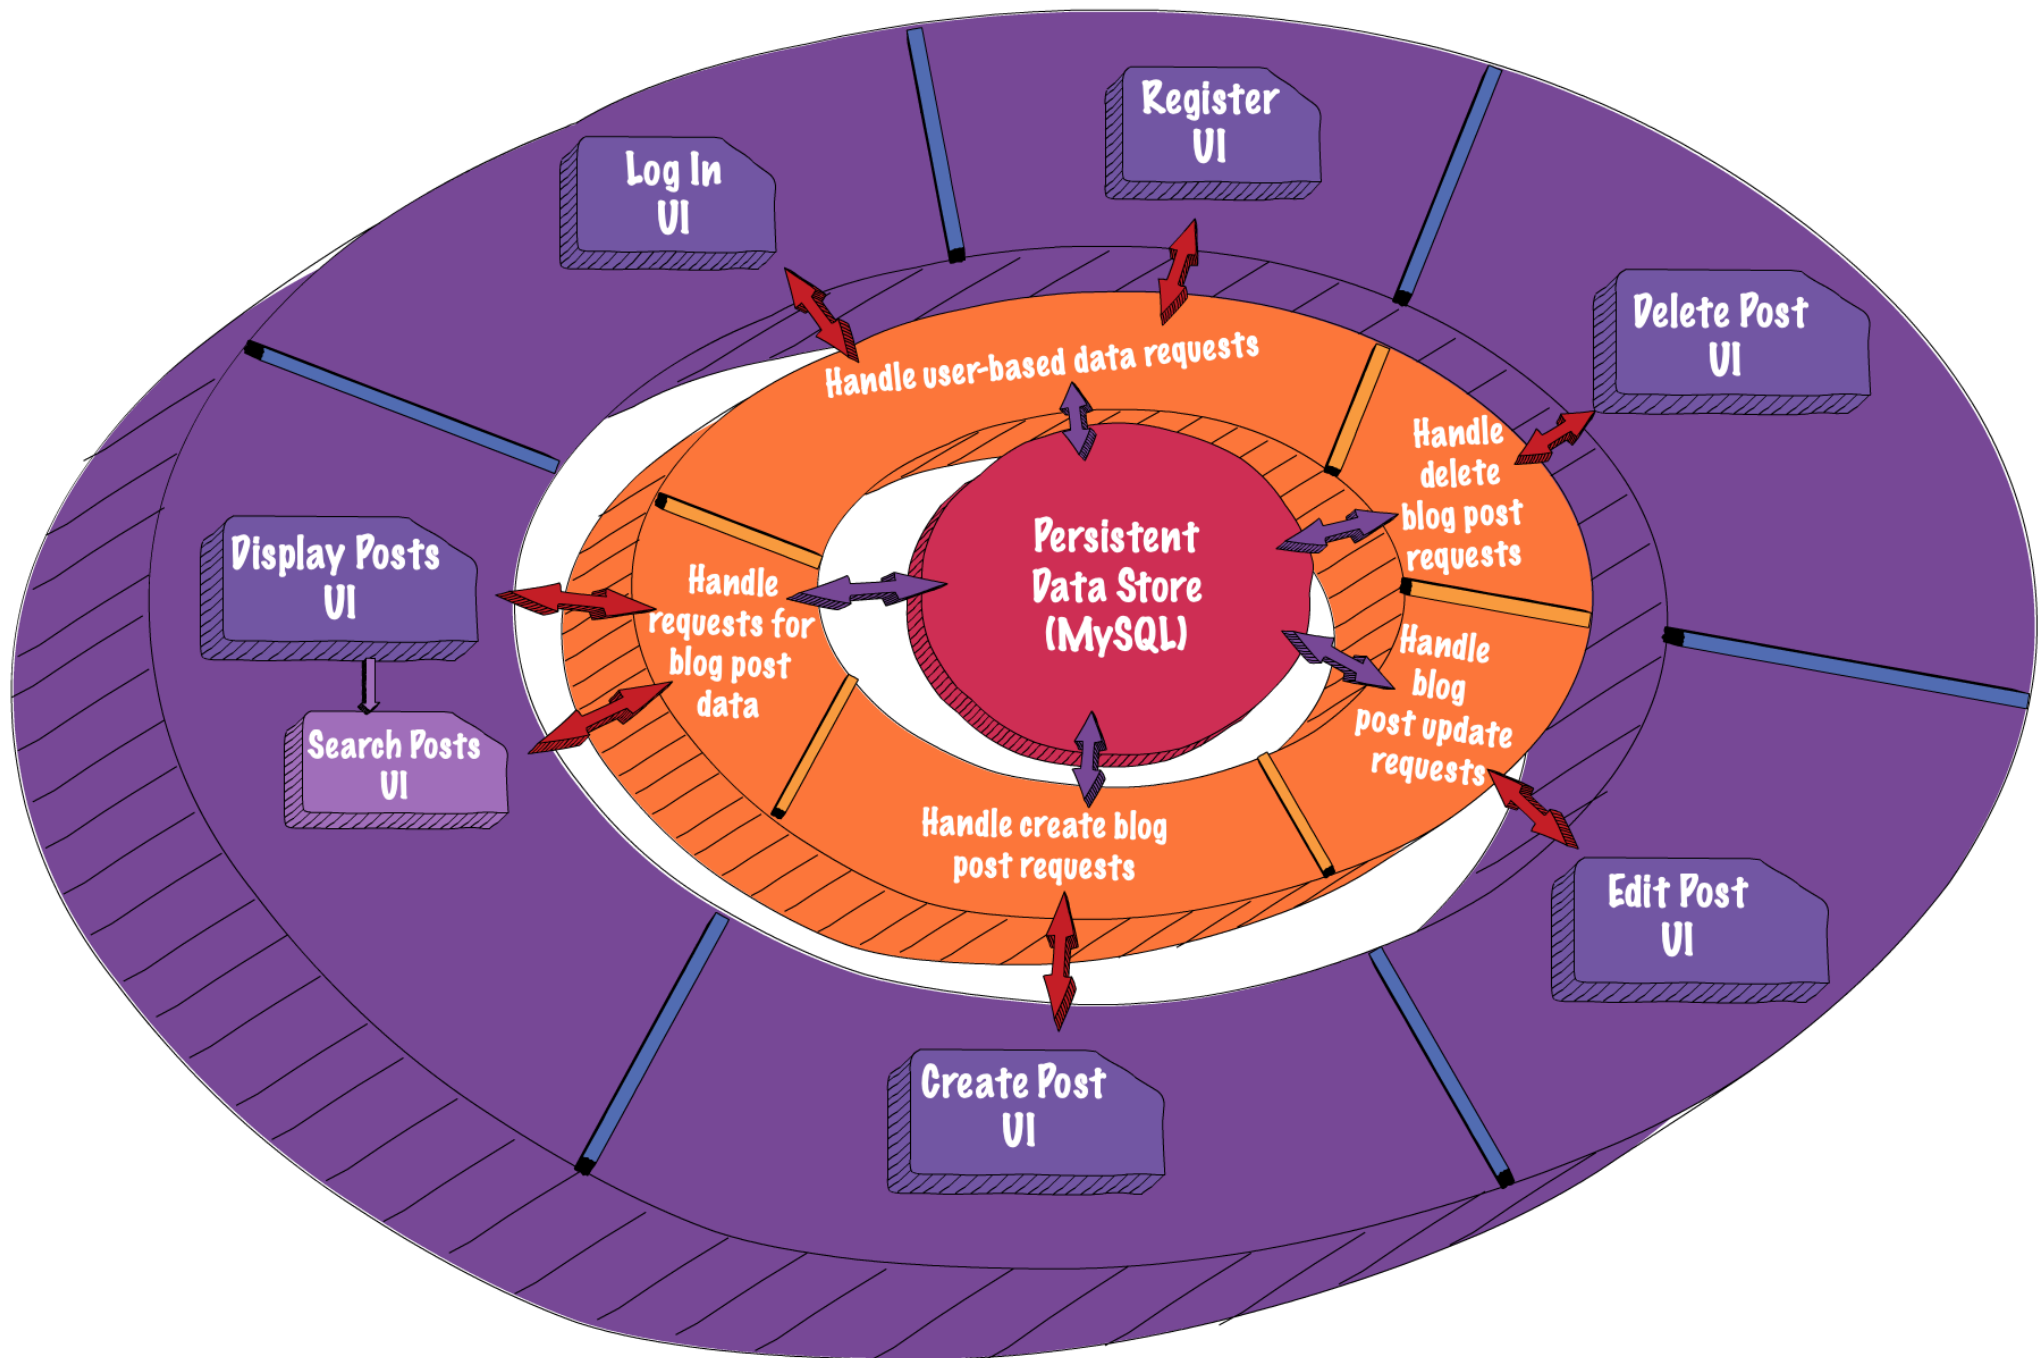 Register
UI
Log In
UI
Delete Post
UI
Handle user-based data requests
Handle
delete
blog post
requests
Persistent
Data Store
(MySQL)
Display Posts
UI
Handle
requests for
blog post
data
Handle
blog
post update
requests
Search Posts
UI
Handle create blog
post requests
Edit Post
UI
Create Post
UI